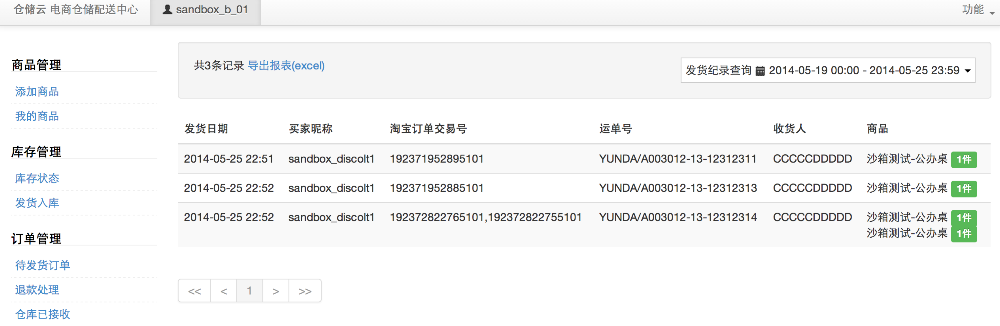 仓储云 电商仓储配送中心 sandbox_b_01 功能
商品管理
添加商品
我的商品
库存管理
库存状态
发货入库
订单管理
待发货订单
退款处理
仓库已接收
共3条记录 导出报表(excel) 发货纪录查询 2014-05-19 00:00 - 2014-05-25 23:59
发货日期 买家昵称 淘宝订单交易号 运单号 收货人 商品
2014-05-25 22:51 sandbox_discolt1 192371952895101 YUNDA/A003012-13-12312311 CCCCCDDDDD 沙箱测试-公办桌 1件
2014-05-25 22:52 sandbox_discolt1 192371952885101 YUNDA/A003012-13-12312313 CCCCCDDDDD 沙箱测试-公办桌 1件
2014-05-25 22:52 sandbox_discolt1 192372822765101,192372822755101 YUNDA/A003012-13-12312314 CCCCCDDDDD 沙箱测试-公办桌 1件
沙箱测试-公办桌 1件
<< < 1 > >>